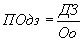 ПОдз = ДЗ / Оо